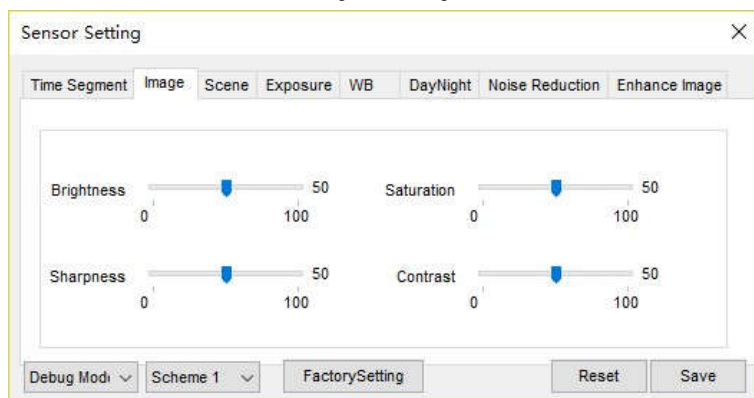 Sensor Setting
Time Segment Image Scene Exposure WB DayNight Noise Reduction Enhance Image
Brightness 50 Saturation 50
0 100 0 100
Sharpness 50 Contrast 50
0 100 0 100
Debug Mod Scheme 1 FactorySetting Reset Save